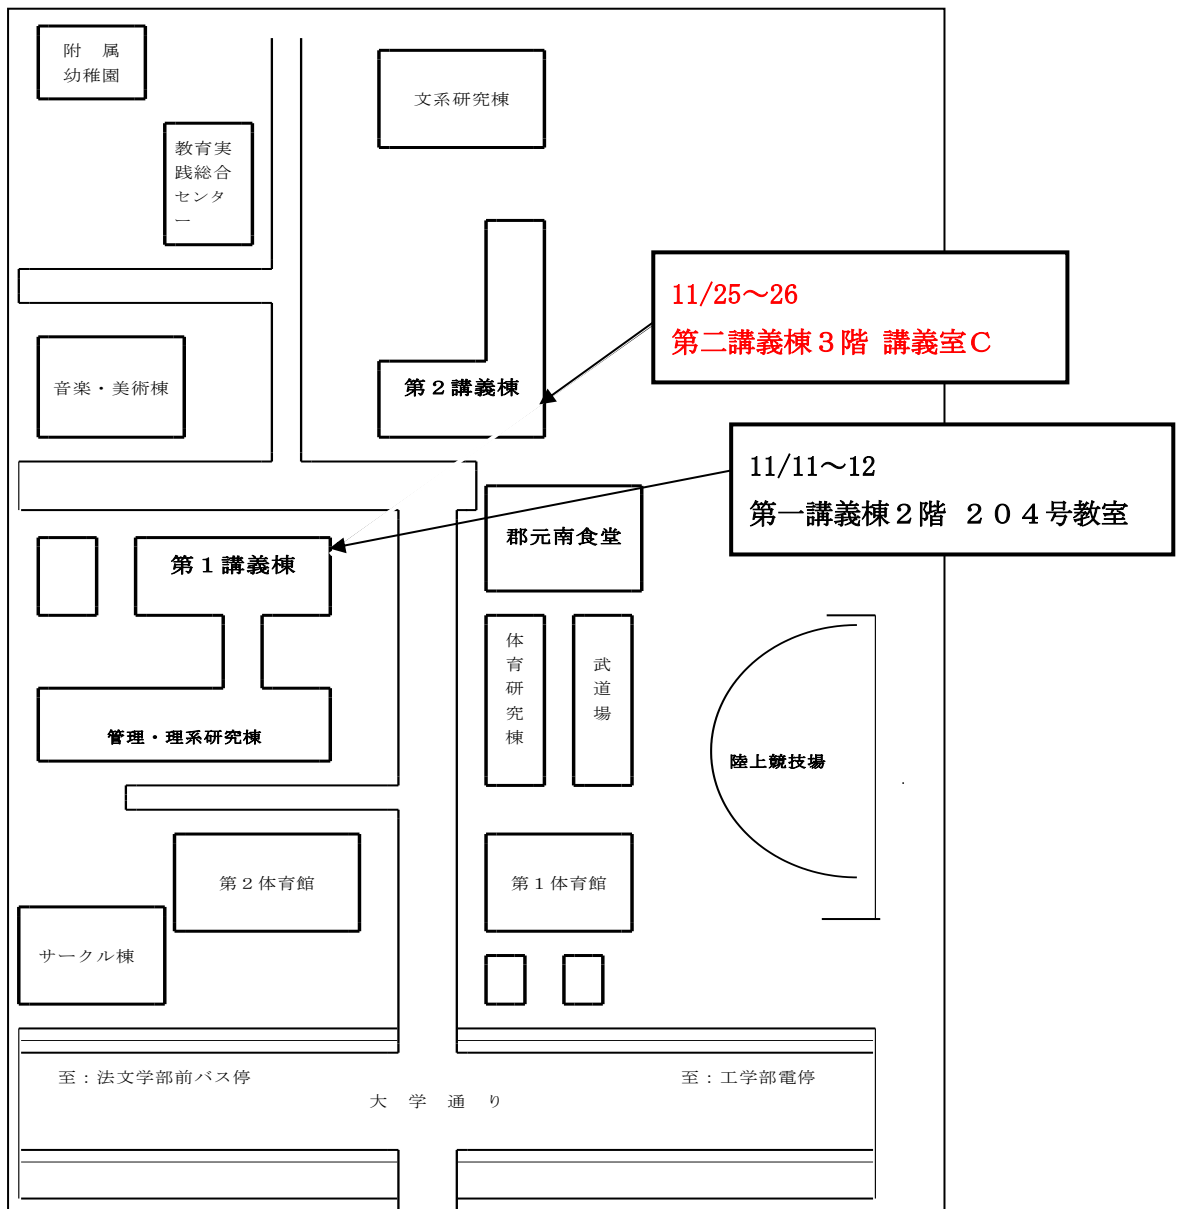 附　属
幼稚園
文系研究棟
教育実
践総合
センタ
ー
11/25～26
第二講義棟３階 講義室Ｃ
音楽・美術棟
第２講義棟
11/11～12
第一講義棟２階 ２０４号教室
郡元南食堂
第１講義棟
体
育
研
究
棟
武
道
場
管理・理系研究棟
陸上競技場
第２体育館
第１体育館
サークル棟
至：法文学部前バス停
至：工学部電停
大　学　通　り